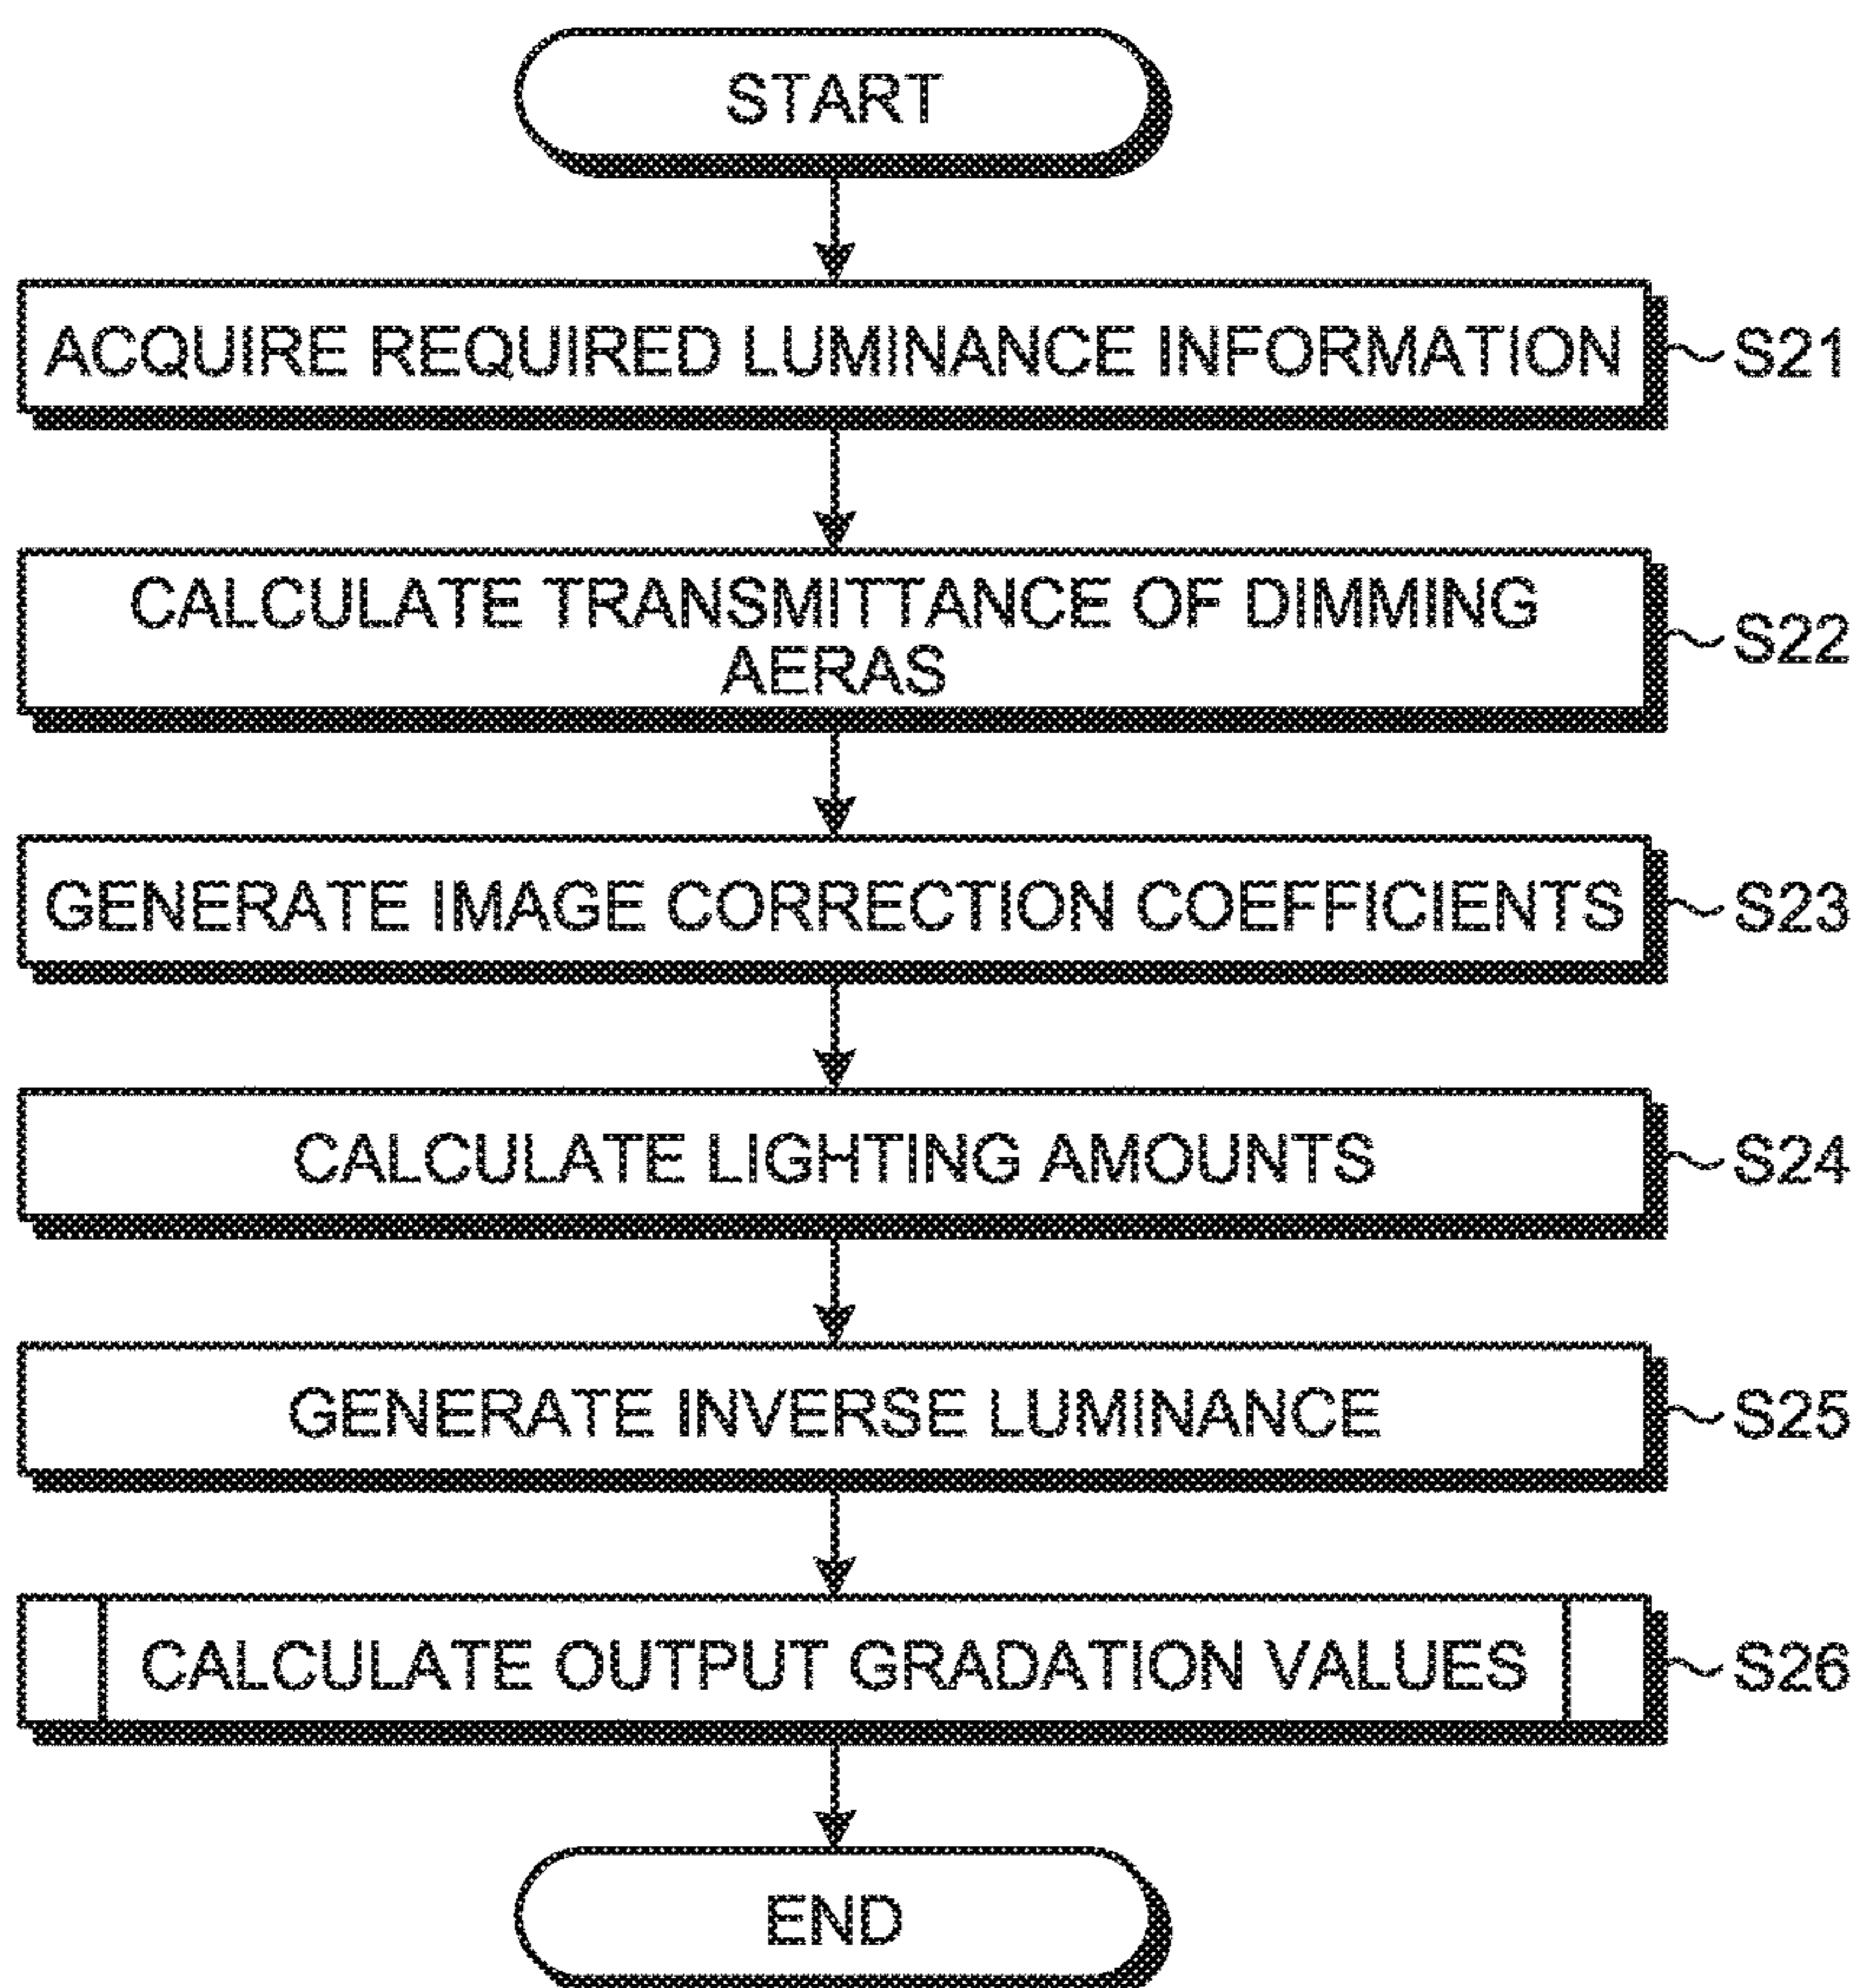 START
ACQUIRE REQUIRED LUMINANCE INFORMATION
S21
CALCULATE TRANSMITTANCE OF DIMMING
AERAS
S22
GENERATE IMAGE CORRECTION COEFFICIENTS
S23
CALCULATE LIGHTING AMOUNTS
S24
GENERATE INVERSE LUMINANCE
S25
CALCULATE OUTPUT GRADATION VALUES
S26
END